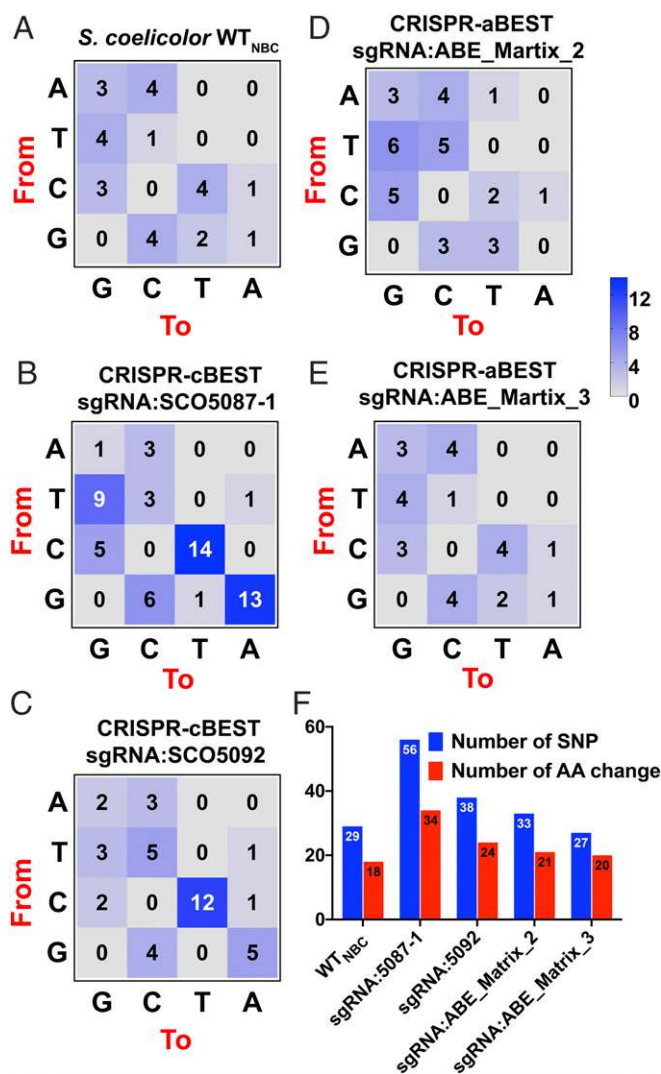 A
S. coelicolor WT_NBC
From
A 3 4 0 0
T 4 1 0 0
C 3 0 4 1
G 0 4 2 1
G C T A
To
B
CRISPR-cBEST
sgRNA:SCO5087-1
From
A 1 3 0 0
T 9 3 0 1
C 5 0 14 0
G 0 6 1 13
G C T A
To
C
CRISPR-cBEST
sgRNA:SCO5092
From
A 2 3 0 0
T 3 5 0 1
C 2 0 12 1
G 0 4 0 5
G C T A
To
D
CRISPR-aBEST
sgRNA:ABE_Martix_2
From
A 3 4 1 0
T 6 5 0 0
C 5 0 2 1
G 0 3 3 0
G C T A
To
12
8
4
0
E
CRISPR-aBEST
sgRNA:ABE_Martix_3
From
A 3 4 0 0
T 4 1 0 0
C 3 0 4 1
G 0 4 2 1
G C T A
To
F
Number of SNP
Number of AA change
60
40
20
0
29 18 56 34 38 24 33 21 27 20
WT_NBC
sgRNA:5087-1
sgRNA:5092
sgRNA:ABE_Matrix_2
sgRNA:ABE_Matrix_3